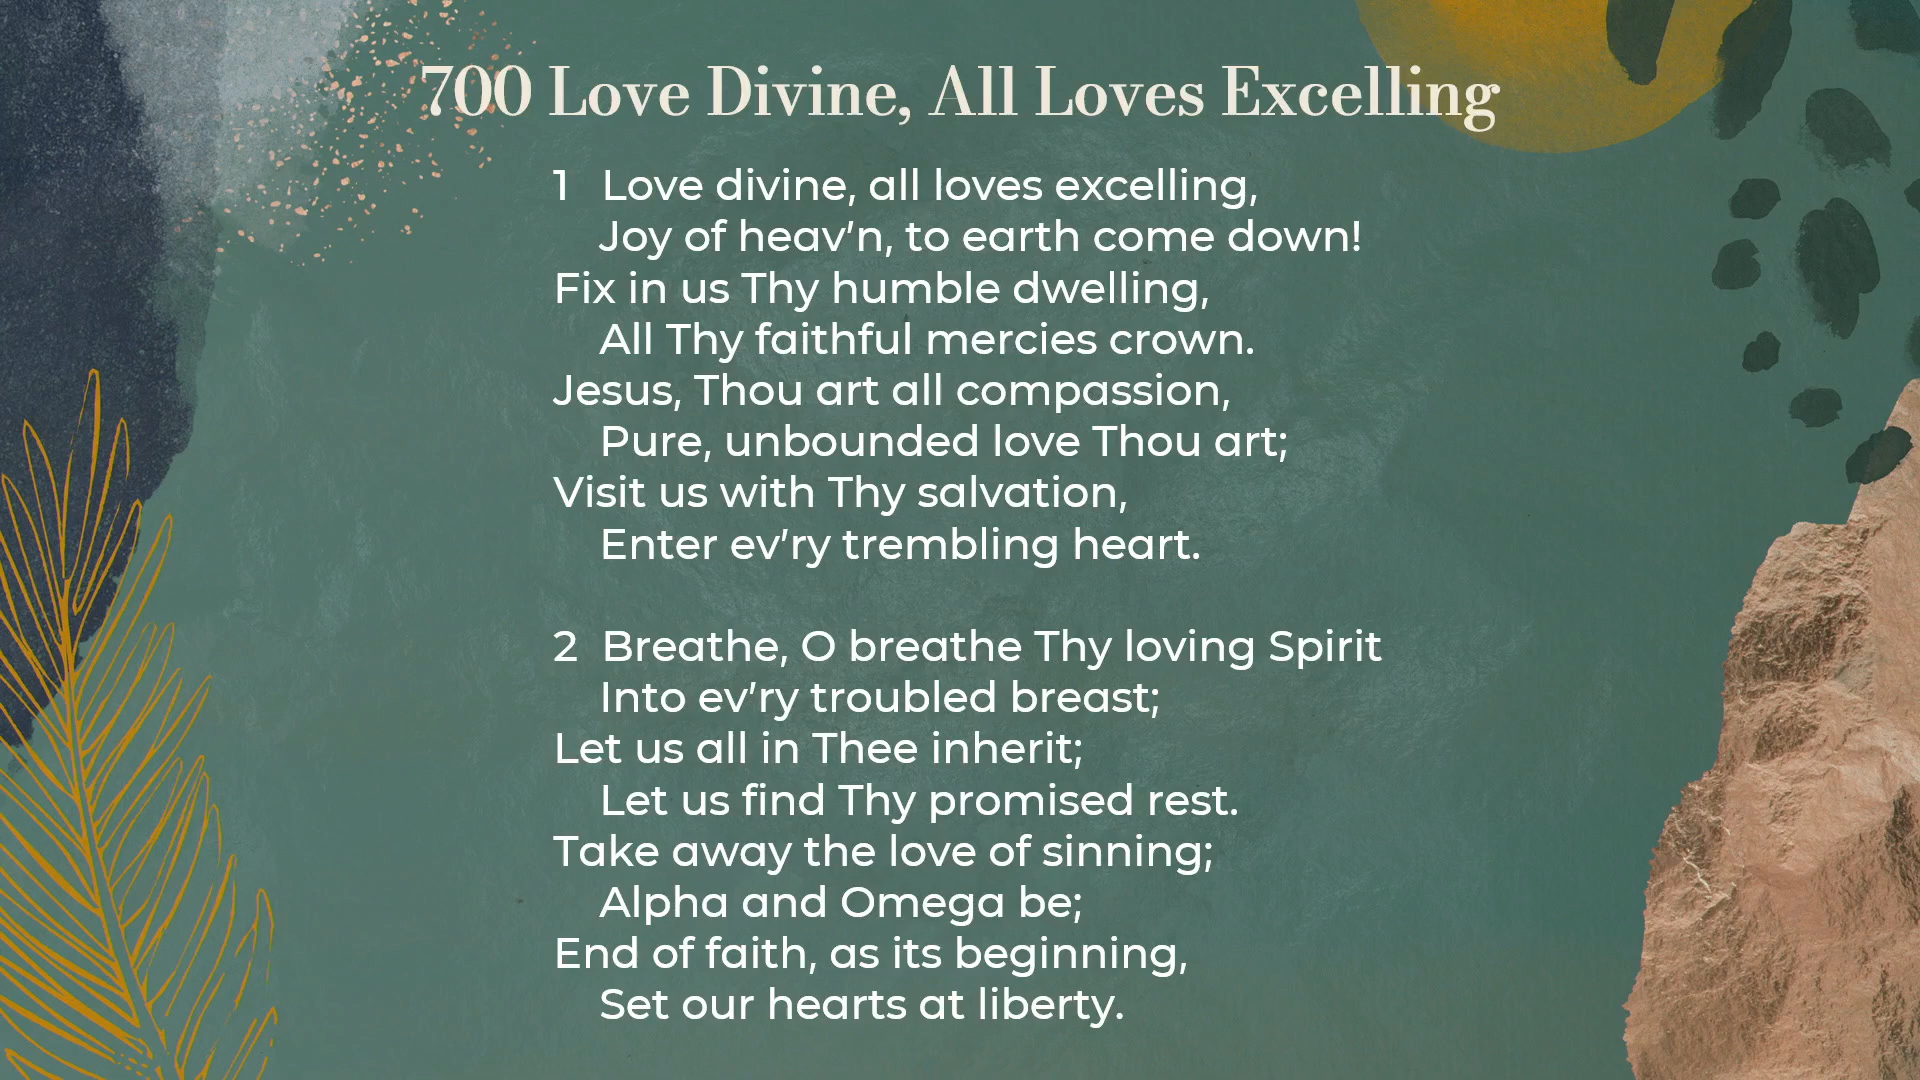 700 Love Divine, All Loves Excelling
1 Love divine, all loves excelling,
Joy of heav’n, to earth come down!
Fix in us Thy humble dwelling,
All Thy faithful mercies crown.
Jesus, Thou art all compassion,
Pure, unbounded love Thou art;
Visit us with Thy salvation,
Enter ev’ry trembling heart.
2 Breathe, O breathe Thy loving Spirit
Into ev’ry troubled breast;
Let us all in Thee inherit;
Let us find Thy promised rest.
Take away the love of sinning;
Alpha and Omega be;
End of faith, as its beginning,
Set our hearts at liberty.